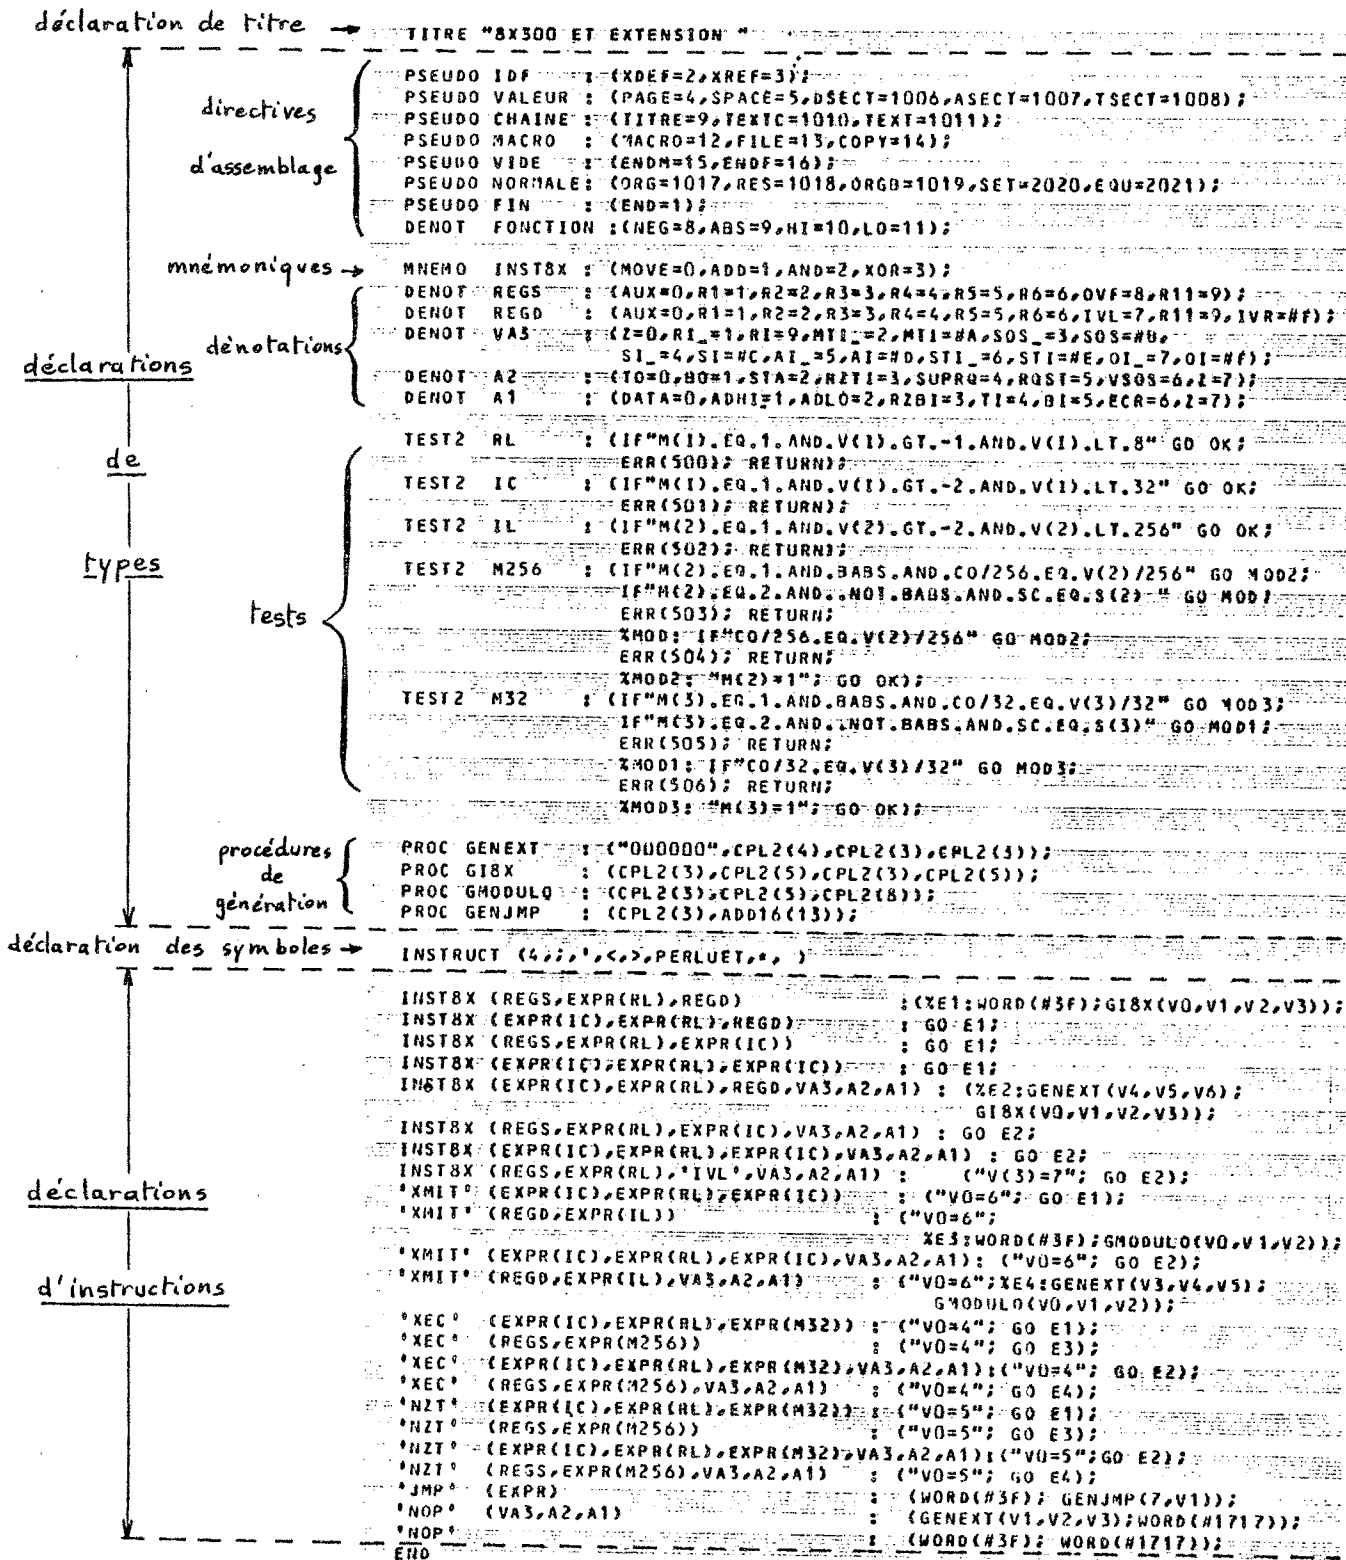 déclaration de titre → TITRE "8X300 ET EXTENSION "
PSEUDO IDF : (XDEF=2,XREF=3);
directives
PSEUDO VALEUR : (PAGE=4,SPACE=5,DSECT=1006,ASECT=1007,TSECT=1008);
PSEUDO CHAINE : (TITRE=9,TEXTC=1010,TEXT=1011);
PSEUDO MACRO : (MACRO=12,FILE=13,COPY=14);
d'assemblage
PSEUDO VIDE : (ENDM=15,ENDF=16);
PSEUDO NORMALE: (ORG=1017,RES=1018,ORGB=1019,SET=2020,EQU=2021);
PSEUDO FIN : (END=1);
DENOT FONCTION :(NEG=8,ABS=9,HI=10,LO=11);
mnémoniques → MNEMO INST8X : (MOVE=0,ADD=1,AND=2,XOR=3);
DENOT REGS : (AUX=0,R1=1,R2=2,R3=3,R4=4,R5=5,R6=6,OVF=8,R11=9);
DENOT REGD : (AUX=0,R1=1,R2=2,R3=3,R4=4,R5=5,R6=6,IVL=7,R11=9,IVR=#F);
dénotations
DENOT VA3 : (Z=0,RI_=1,RI=9,MTI_=2,MTI=#A,SOS_=3,SOS=#B,
SI_=4,SI=#C,AI_=5,AI=#D,STI_=6,STI=#E,OI_=7,OI=#F);
déclarations
DENOT A2 : (TO=0,BO=1,STA=2,RZTI=3,SUPRQ=4,RQST=5,VSOS=6,Z=7);
DENOT A1 : (DATA=0,ADHI=1,ADLO=2,RZBI=3,TI=4,BI=5,ECR=6,Z=7);
TEST2 RL : (IF"M(I).EQ.1.AND.V(I).GT.-1.AND.V(I).LT.8" GO OK;
de
ERR(500); RETURN);
TEST2 IC : (IF"M(I).EQ.1.AND.V(I).GT.-2.AND.V(I).LT.32" GO OK;
ERR(501); RETURN);
TEST2 IL : (IF"M(2).EQ.1.AND.V(2).GT.-2.AND.V(2).LT.256" GO OK;
ERR(502); RETURN);
types
TEST2 M256 : (IF"M(2).EQ.1.AND.BABS.AND.CO/256.EQ.V(2)/256" GO MOD2;
IF"M(2).EQ.2.AND..NOT.BABS.AND.SC.EQ.S(2) " GO MOD;
tests
ERR(503); RETURN;
%MOD: IF"CO/256.EQ.V(2)/256" GO MOD2;
ERR(504); RETURN;
%MOD2: "M(2)=1"; GO OK);
TEST2 M32 : (IF"M(3).EQ.1.AND.BABS.AND.CO/32.EQ.V(3)/32" GO MOD3;
IF"M(3).EQ.2.AND..NOT.BABS.AND.SC.EQ.S(3)" GO MOD1;
ERR(505); RETURN;
%MOD1: IF"CO/32.EQ.V(3)/32" GO MOD3;
ERR(506); RETURN;
%MOD3: "M(3)=1"; GO OK);
procédures
de
génération
PROC GENEXT : ("000000",CPL2(4),CPL2(3),CPL2(3));
PROC GI8X : (CPL2(3),CPL2(5),CPL2(3),CPL2(5));
PROC GMODULO : (CPL2(3),CPL2(5),CPL2(8));
PROC GENJMP : (CPL2(3),ADD16(13));
déclaration des symboles → INSTRUCT (4,;,',<,>,PERLUET,*, )
INST8X (REGS,EXPR(RL),REGD) :(%E1:WORD(#3F);GI8X(V0,V1,V2,V3));
INST8X (EXPR(IC),EXPR(RL),REGD) : GO E1;
INST8X (REGS,EXPR(RL),EXPR(IC)) : GO E1;
INST8X (EXPR(IC),EXPR(RL),EXPR(IC)) : GO E1;
INST8X (EXPR(IC),EXPR(RL),REGD,VA3,A2,A1) : (%E2:GENEXT(V4,V5,V6);
GI8X(V0,V1,V2,V3));
INST8X (REGS,EXPR(RL),EXPR(IC),VA3,A2,A1) : GO E2;
INST8X (EXPR(IC),EXPR(RL),EXPR(IC),VA3,A2,A1) : GO E2;
INST8X (REGS,EXPR(RL),'IVL',VA3,A2,A1) : ("V(3)=7"; GO E2);
déclarations
'XMIT' (EXPR(IC),EXPR(RL),EXPR(IC)) : ("V0=6"; GO E1);
'XMIT' (REGD,EXPR(IL)) : ("V0=6";
%E3:WORD(#3F);GMODULO(V0,V1,V2));
'XMIT' (EXPR(IC),EXPR(RL),EXPR(IC),VA3,A2,A1): ("V0=6"; GO E2);
'XMIT' (REGD,EXPR(IL),VA3,A2,A1) : ("V0=6";%E4:GENEXT(V3,V4,V5);
d'instructions
GMODULO(V0,V1,V2));
'XEC' (EXPR(IC),EXPR(RL),EXPR(M32)) : ("V0=4"; GO E1);
'XEC' (REGS,EXPR(M256)) : ("V0=4"; GO E3);
'XEC' (EXPR(IC),EXPR(RL),EXPR(M32),VA3,A2,A1):("V0=4"; GO E2);
'XEC' (REGS,EXPR(M256),VA3,A2,A1) : ("V0=4"; GO E4);
'NZT' (EXPR(IC),EXPR(RL),EXPR(M32)) : ("V0=5"; GO E1);
'NZT' (REGS,EXPR(M256)) : ("V0=5"; GO E3);
'NZT' (EXPR(IC),EXPR(RL),EXPR(M32),VA3,A2,A1):("V0=5";GO E2);
'NZT' (REGS,EXPR(M256),VA3,A2,A1) : ("V0=5"; GO E4);
'JMP' (EXPR) : (WORD(#3F); GENJMP(7,V1));
'NOP' (VA3,A2,A1) : (GENEXT(V1,V2,V3);WORD(#1717));
'NOP' : (WORD(#3F); WORD(#1717));
END